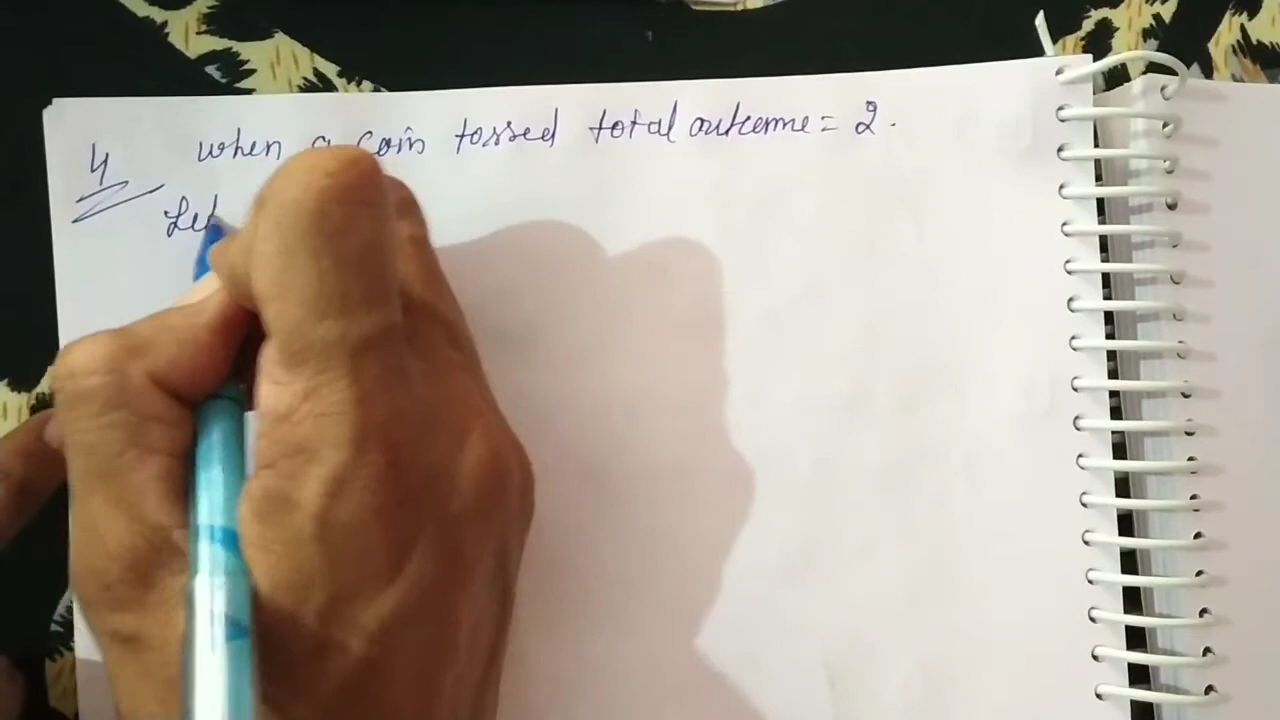 4 when a coin tossed total outcome = 2.
Let